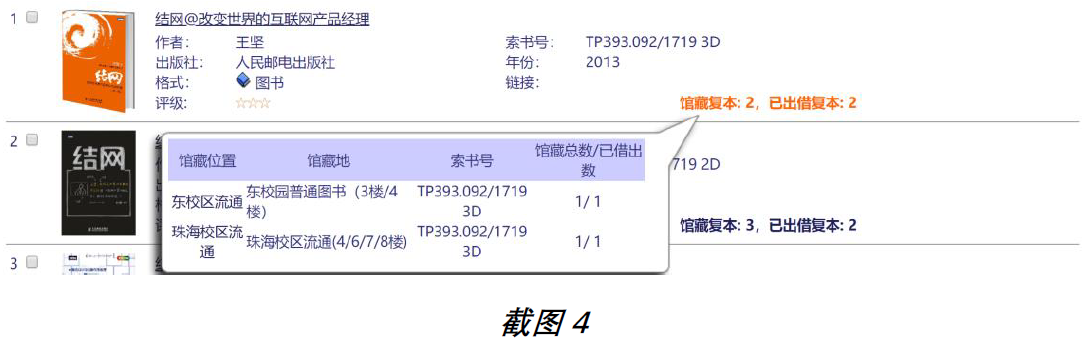 1
结网
结网@改变世界的互联网产品经理
作者： 王坚 索书号： TP393.092/1719 3D
出版社： 人民邮电出版社 年份： 2013
格式： 图书 链接：
评级： ☆☆☆
馆藏复本: 2，已出借复本: 2
2
结网
719 2D
馆藏复本: 3，已出借复本: 2
馆藏位置 馆藏地 索书号 馆藏总数/已借出
数
东校区流通 东校园普通图书（3楼/4
楼） TP393.092/1719
3D 1/ 1
珠海校区流
通 珠海校区流通(4/6/7/8楼) TP393.092/1719
3D 1/ 1
3
截图 4